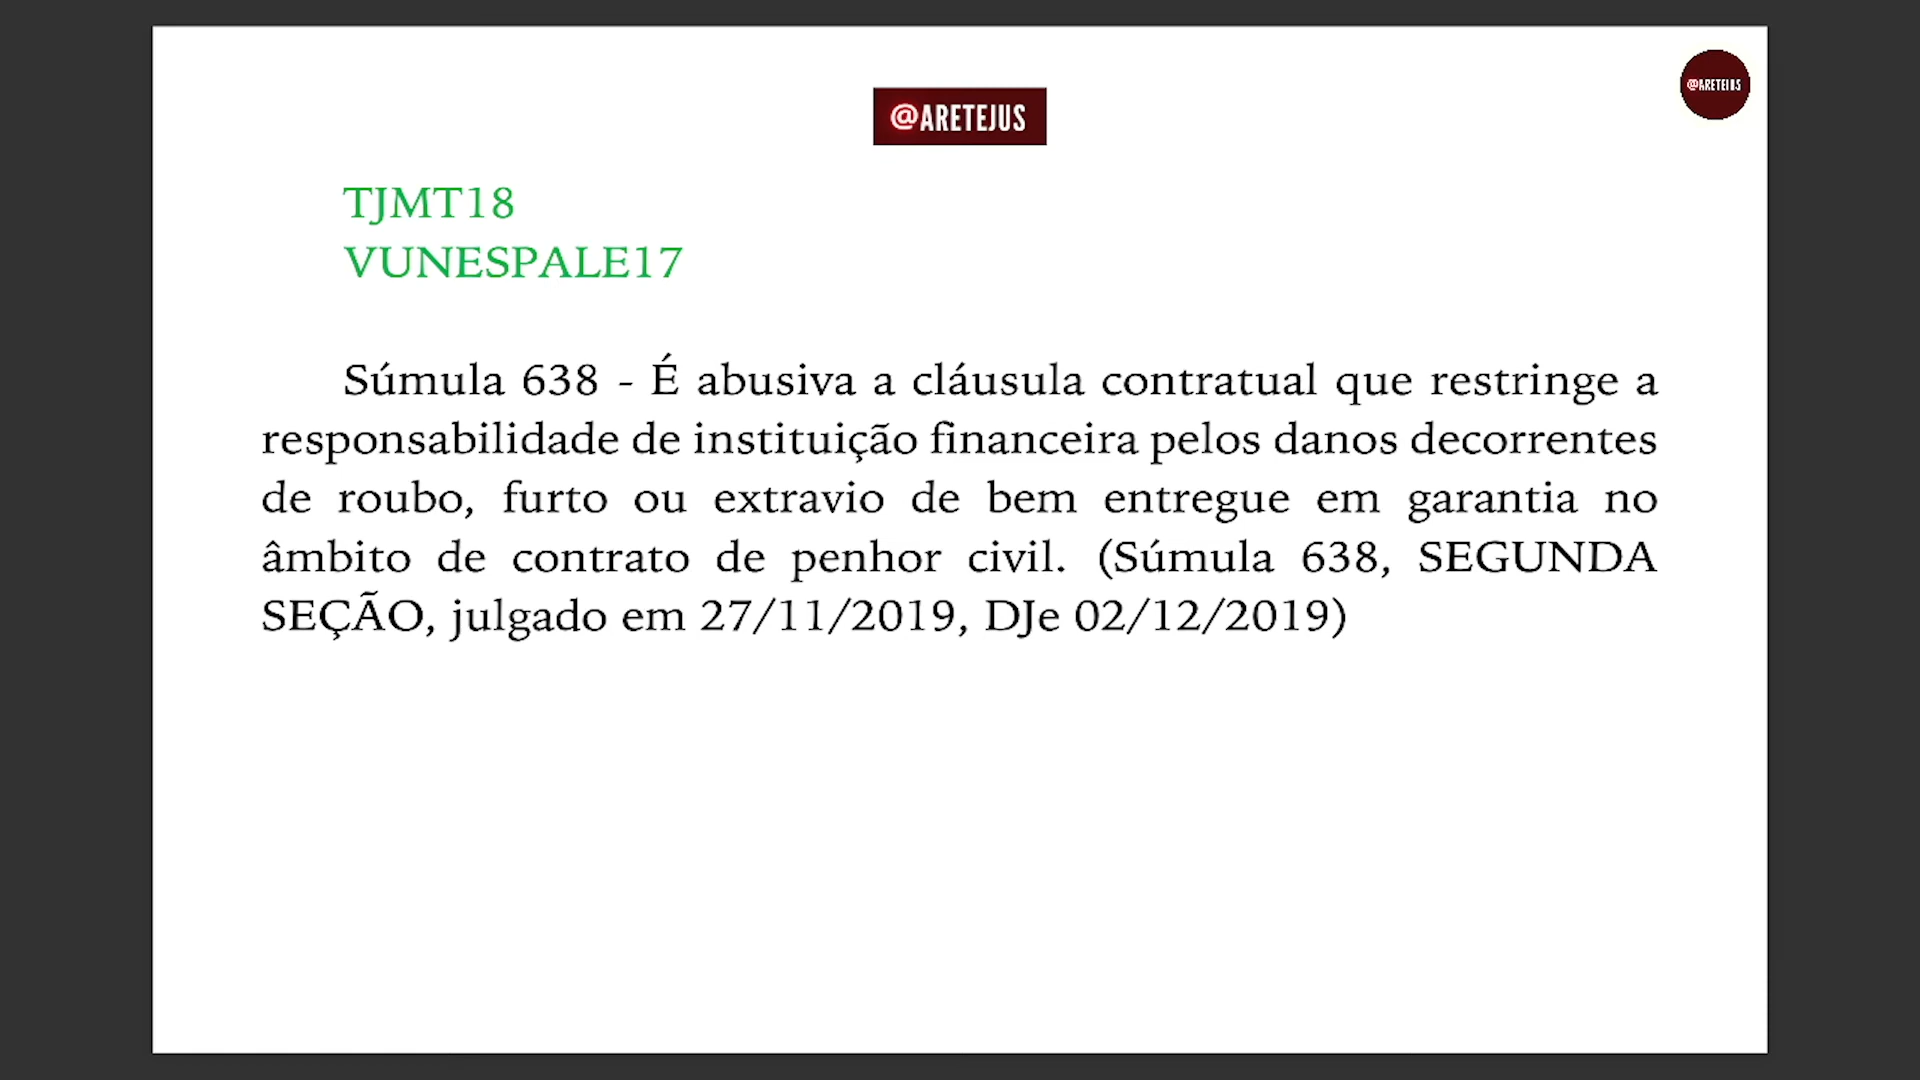 @ARETEJUS
@ARETEJUS
TJMT18
VUNESPALE17
Súmula 638 - É abusiva a cláusula contratual que restringe a
responsabilidade de instituição financeira pelos danos decorrentes
de roubo, furto ou extravio de bem entregue em garantia no
âmbito de contrato de penhor civil. (Súmula 638, SEGUNDA
SEÇÃO, julgado em 27/11/2019, DJe 02/12/2019)